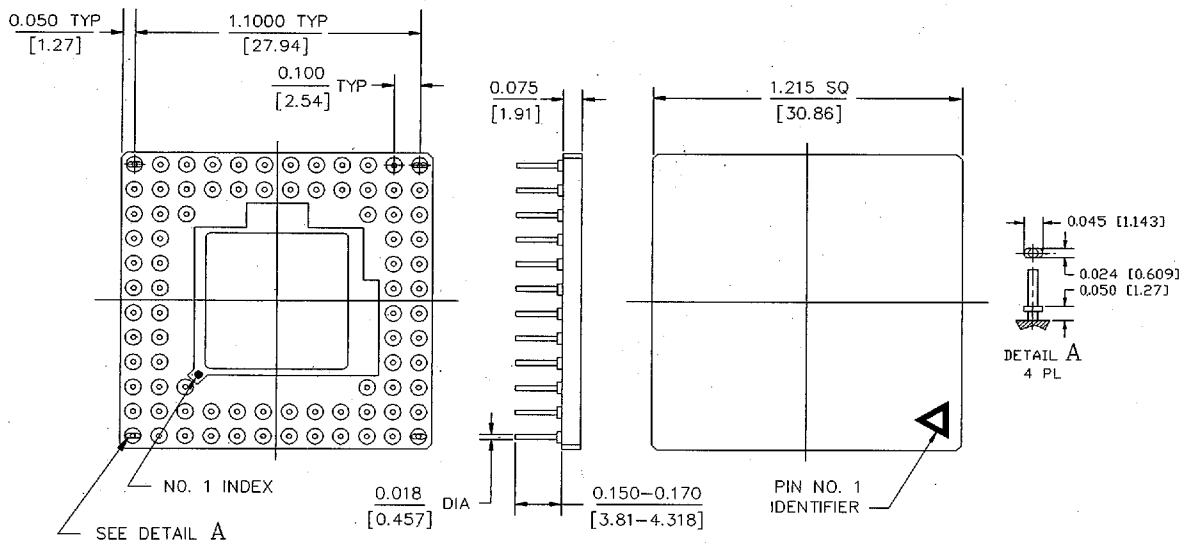 0.050 TYP
[1.27]
1.1000 TYP
[27.94]
0.100 TYP
[2.54]
0.075
[1.91]
1.215 SQ
[30.86]
0.045 [1.143]
0.024 [0.609]
0.050 [1.27]
DETAIL A
4 PL
NO. 1 INDEX
SEE DETAIL A
0.018 DIA
[0.457]
0.150-0.170
[3.81-4.318]
PIN NO. 1
IDENTIFIER